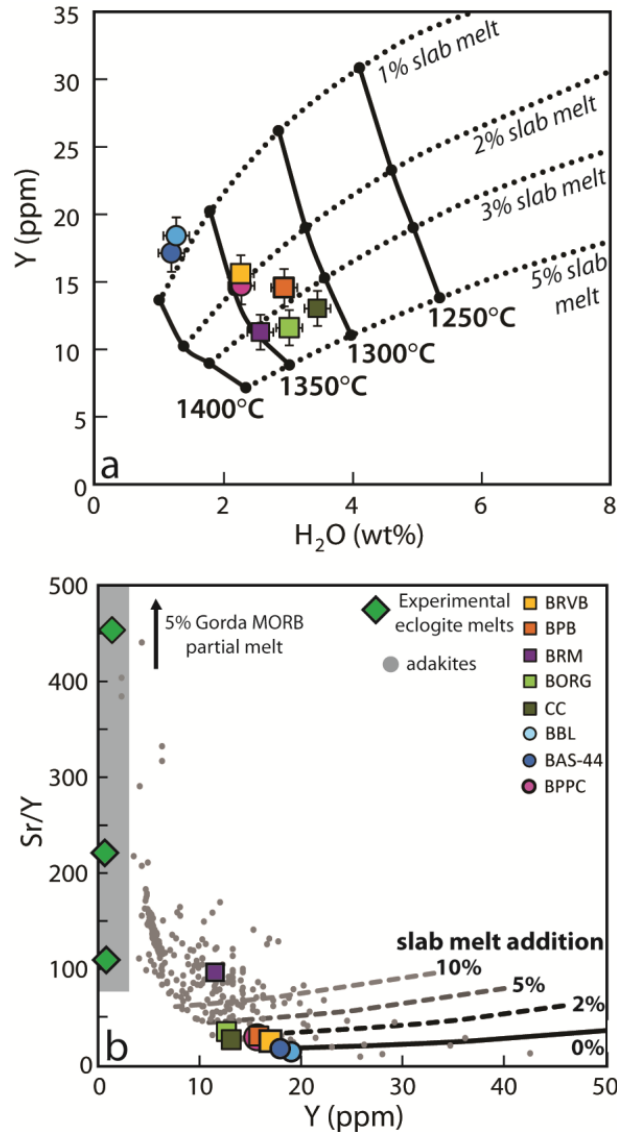 35
30
25
20
15
10
5
0
Y (ppm)
1% slab melt
2% slab melt
3% slab melt
5% slab
melt
1250°C
1300°C
1350°C
1400°C
a
0
2
4
6
8
H₂O (wt%)
500
400
300
200
100
0
Sr/Y
5% Gorda MORB
partial melt
Experimental
eclogite melts
adakites
BRVB
BPB
BRM
BORG
CC
BBL
BAS-44
BPPC
slab melt addition
10%
5%
2%
0%
b
0
10
20
30
40
50
Y (ppm)